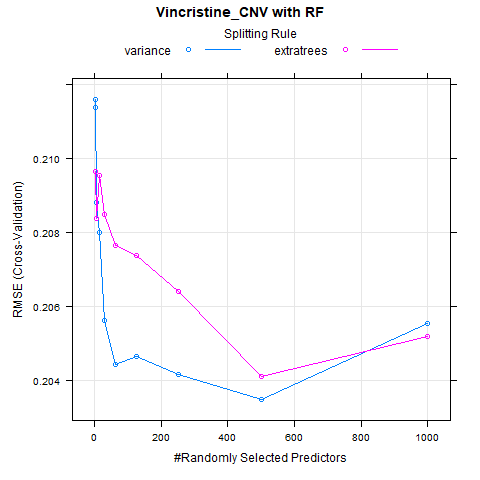 Vincristine_CNV with RF
Splitting Rule
variance extratrees
0.210
0.208
0.206
0.204
RMSE (Cross-Validation)
0 200 400 600 800 1000
#Randomly Selected Predictors